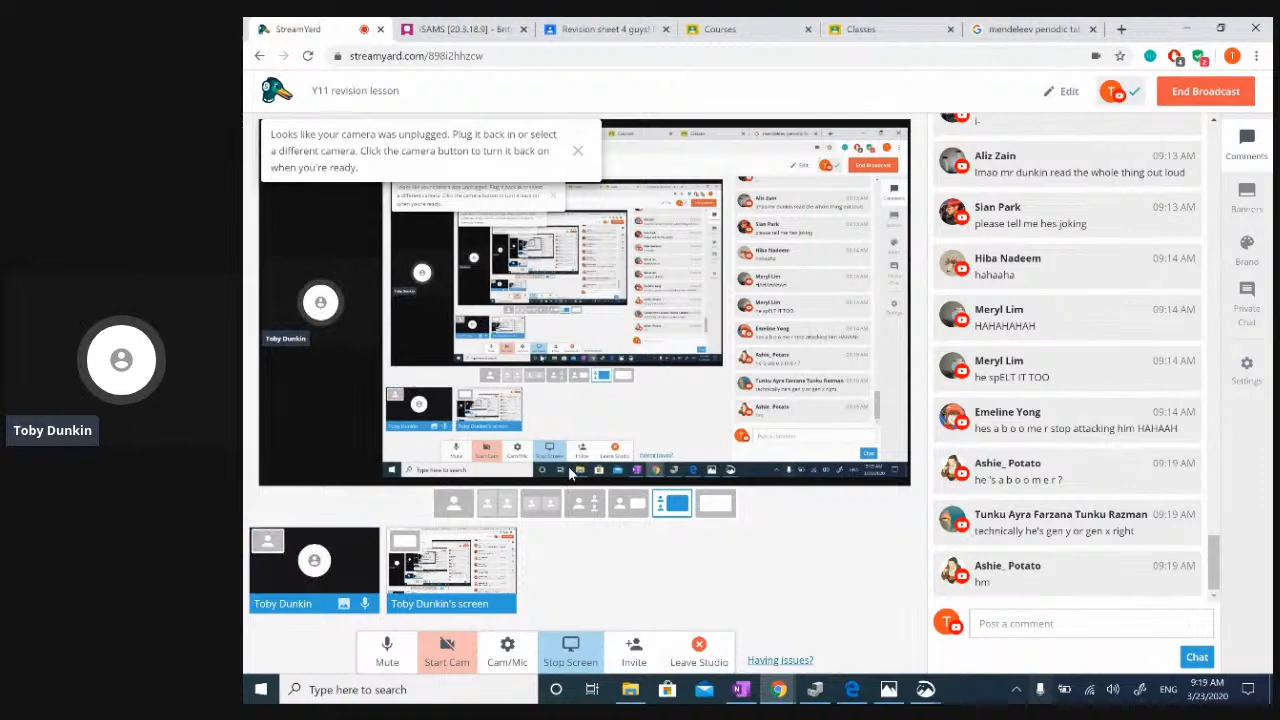 StreamYard
iSAMS [20.3.18.9] - Brit
Revision sheet 4 guys!
Courses
Classes
mendeleev periodic tal
streamyard.com/898i2hhzcw
Y11 revision lesson
Edit
End Broadcast
Looks like your camera was unplugged. Plug it back in or select
a different camera. Click the camera button to turn it back on
when you're ready.
Toby Dunkin
Toby Dunkin
Toby Dunkin
Toby Dunkin's screen
Mute
Start Cam
Cam/Mic
Stop Screen
Invite
Leave Studio
Having issues?
Aliz Zain 09:13 AM
lmao mr dunkin read the whole thing out loud
Sian Park 09:13 AM
please tell me hes joking
Hiba Nadeem 09:14 AM
hahaaha
Meryl Lim 09:14 AM
HAHAHAHAH
Meryl Lim 09:14 AM
he spELT IT TOO
Emeline Yong 09:14 AM
has a b o o m e r stop attacking him HAHAAH
Ashie_ Potato 09:19 AM
he's a b o o m e r ?
Tunku Ayra Farzana Tunku Razman 09:19 AM
technically he's gen y or gen x right
Ashie_ Potato 09:19 AM
hm
Post a comment
Chat
Comments
Banners
Brand
Private
Chat
Settings
Type here to search
ENG
9:19 AM
3/23/2020